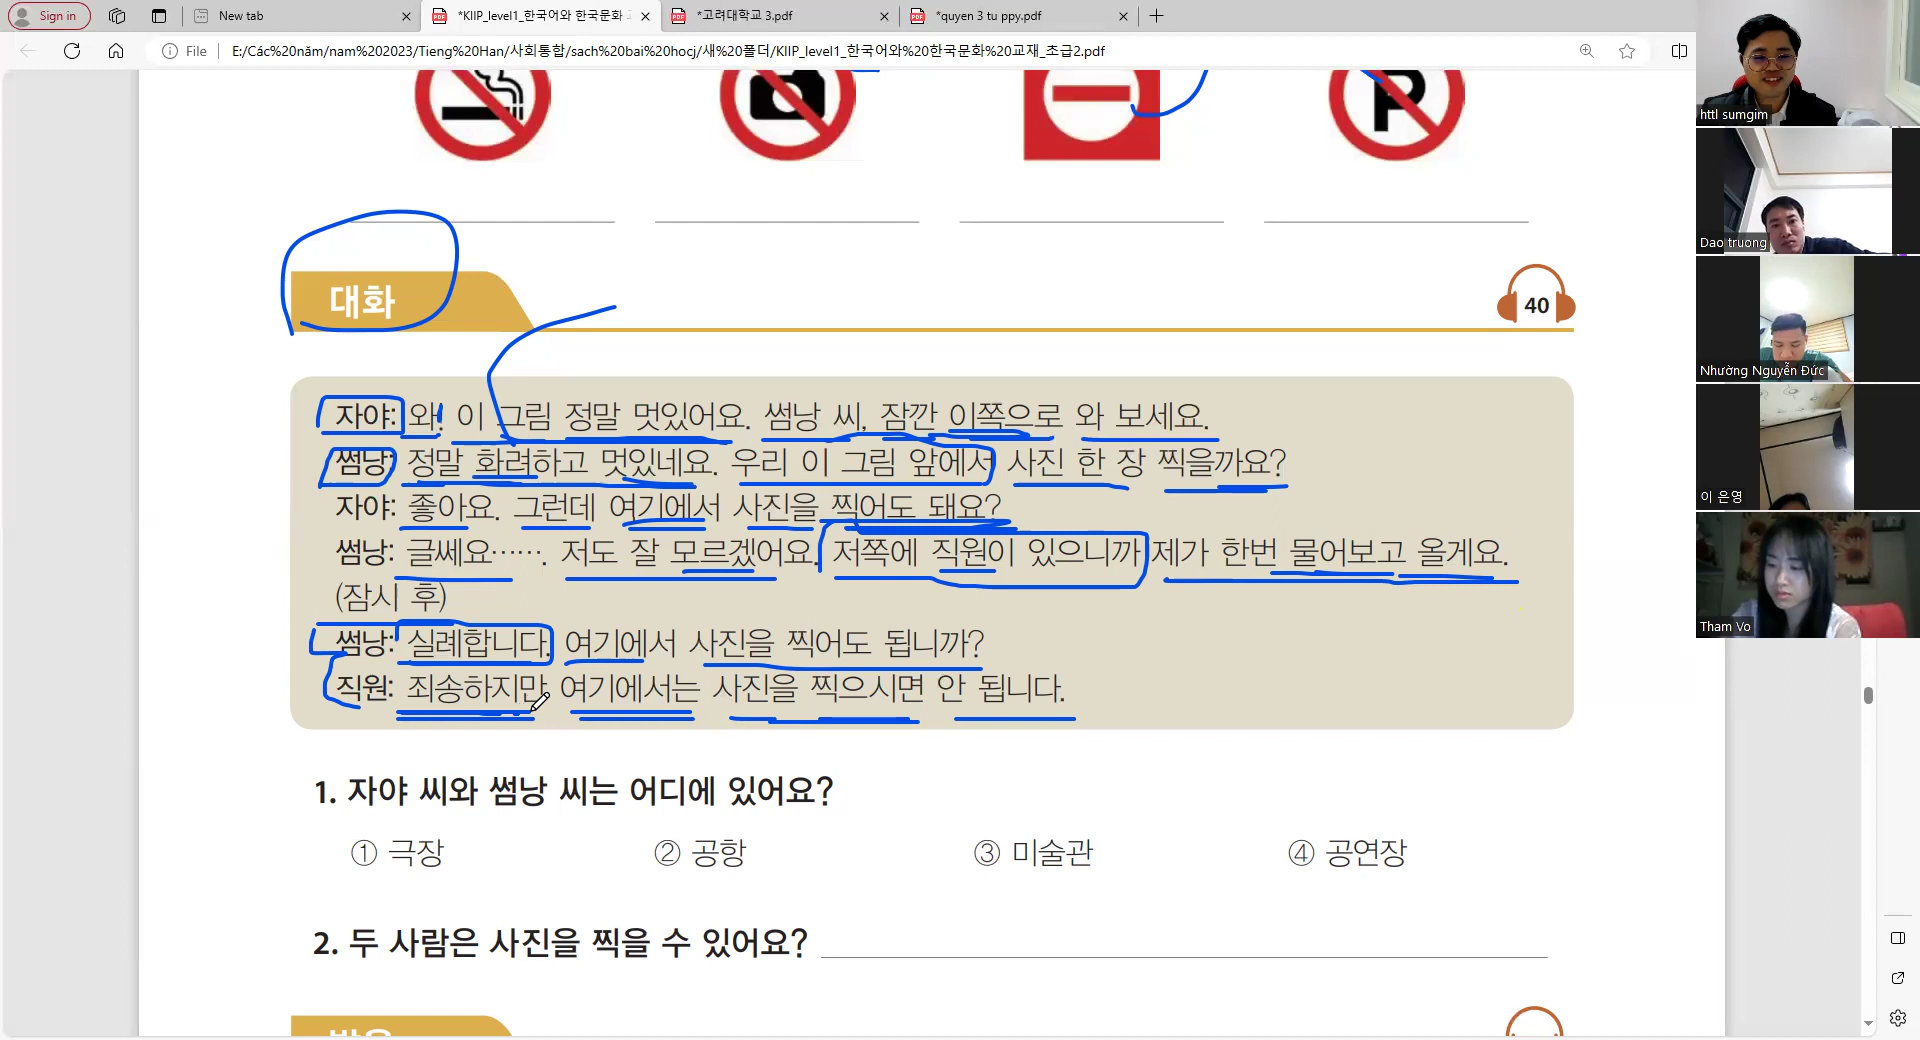 Sign in
New tab
*KIIP_level1_한국어와 한국문화
*고려대학교 3.pdf
*quyen 3 tu ppy.pdf
File
E:/Các%20năm/nam%202023/Tieng%20Han/사회통합/sach%20bai%20hocj/새%20폴더/KIIP_level1_한국어와%20한국문화%20교재_초급2.pdf
P
대화
40
자야: 와! 이 그림 정말 멋있어요. 썸낭 씨, 잠깐 이쪽으로 와 보세요.
썸낭: 정말 화려하고 멋있네요. 우리 이 그림 앞에서 사진 한 장 찍을까요?
자야: 좋아요. 그런데 여기에서 사진을 찍어도 돼요?
썸낭: 글쎄요……. 저도 잘 모르겠어요. 저쪽에 직원이 있으니까 제가 한번 물어보고 올게요.
(잠시 후)
썸낭: 실례합니다. 여기에서 사진을 찍어도 됩니까?
직원: 죄송하지만 여기에서는 사진을 찍으시면 안 됩니다.
1. 자야 씨와 썸낭 씨는 어디에 있어요?
① 극장 ② 공항 ③ 미술관 ④ 공연장
2. 두 사람은 사진을 찍을 수 있어요?
httl sumgim
Dao truong
Nhường Nguyễn Đức
이 은영
Tham Vo